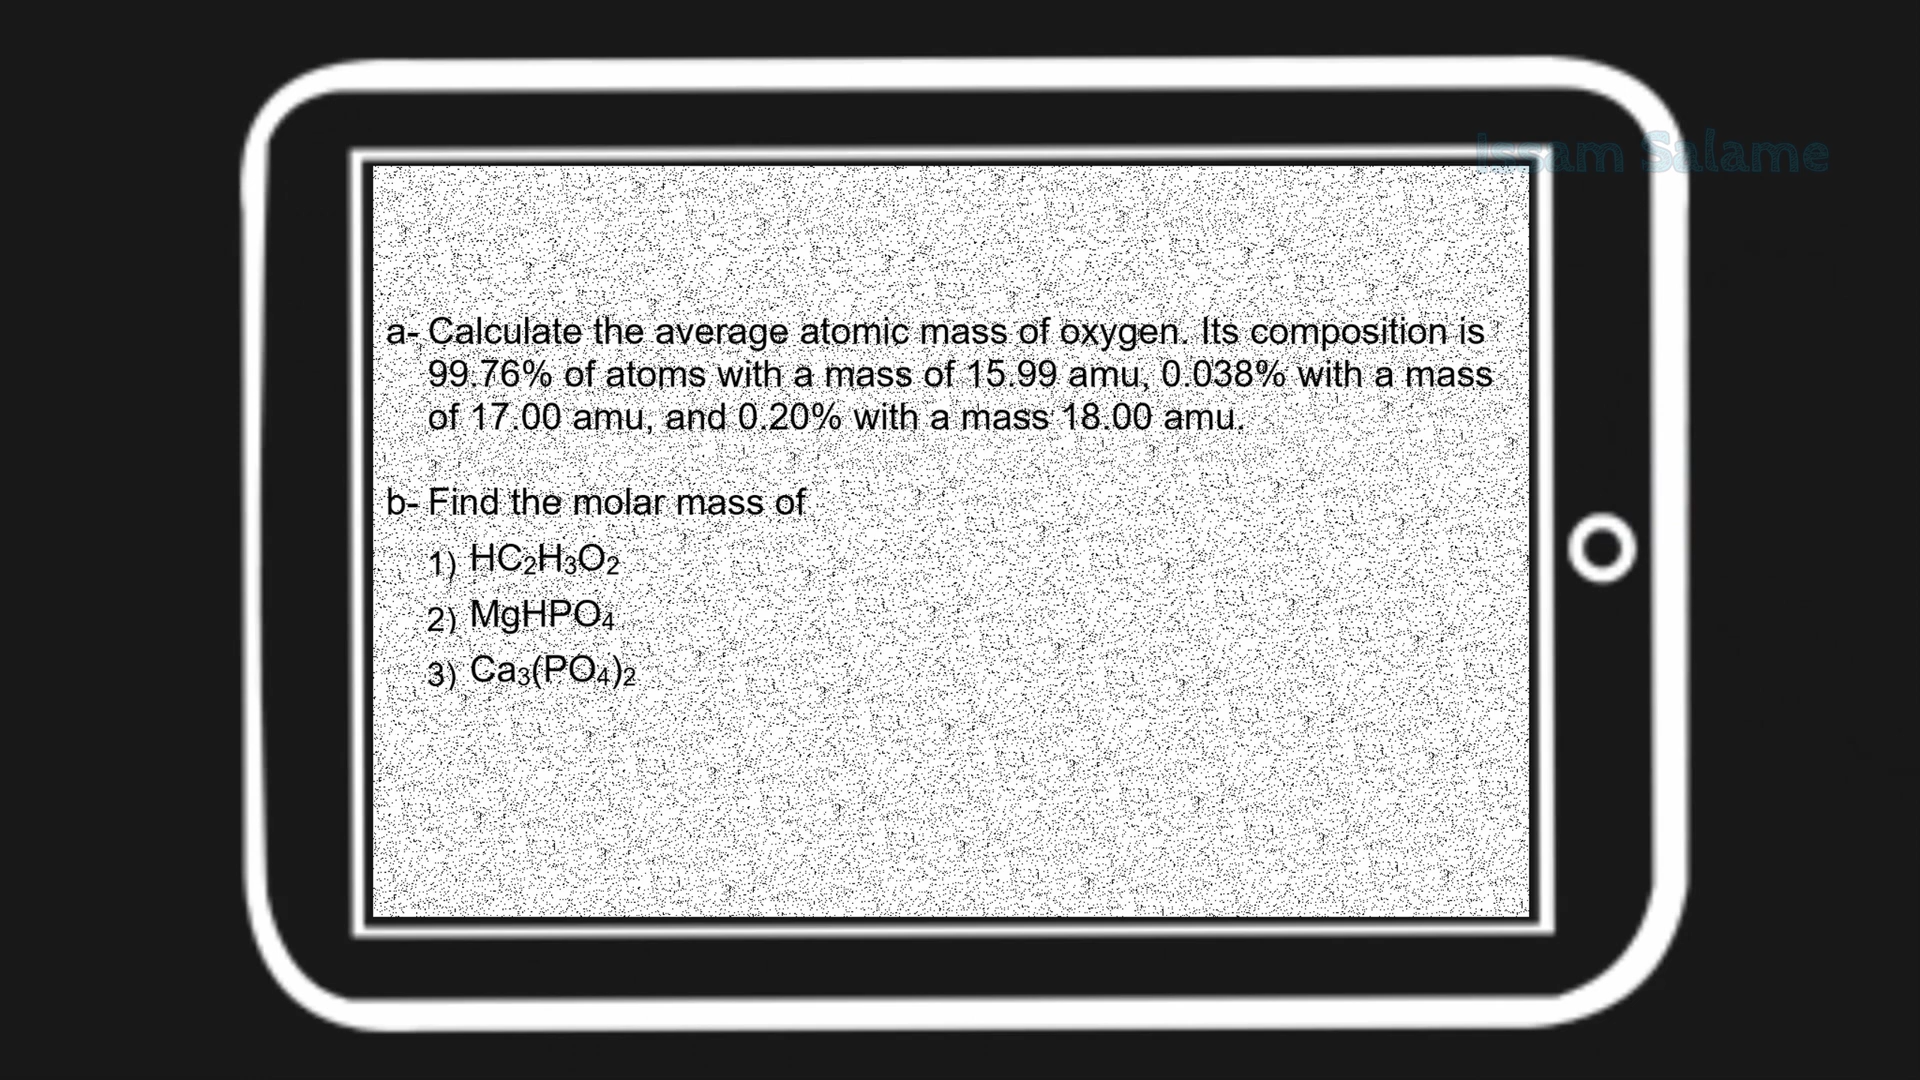 Issam Salame
a- Calculate the average atomic mass of oxygen. Its composition is
99.76% of atoms with a mass of 15.99 amu, 0.038% with a mass
of 17.00 amu, and 0.20% with a mass 18.00 amu.
b- Find the molar mass of
1) HC₂H₃O₂
2) MgHPO₄
3) Ca₃(PO₄)₂